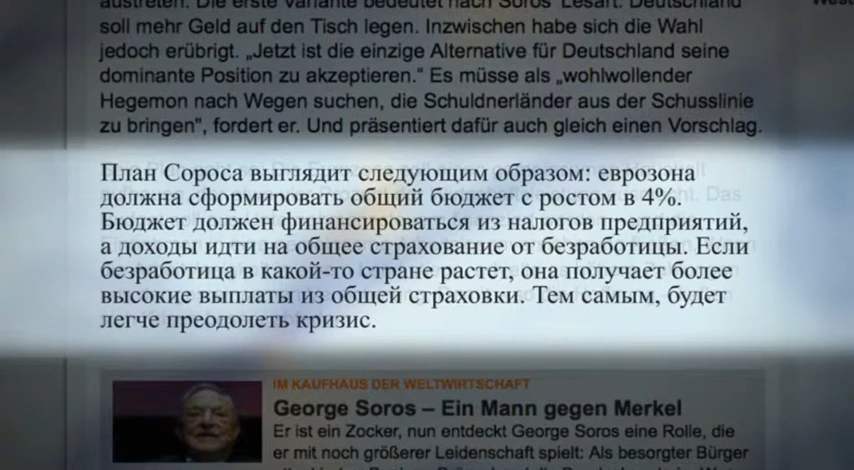 austreten. Die erste Variante bedeutet nach Soros' Lesart: Deutschland
soll mehr Geld auf den Tisch legen. Inzwischen habe sich die Wahl
jedoch erübrigt. „Jetzt ist die einzige Alternative für Deutschland seine
dominante Position zu akzeptieren.“ Es müsse als „wohlwollender
Hegemon nach Wegen suchen, die Schuldnerländer aus der Schusslinie
zu bringen", fordert er. Und präsentiert dafür auch gleich einen Vorschlag.
План Сороса выглядит следующим образом: еврозона
должна сформировать общий бюджет с ростом в 4%.
Бюджет должен финансироваться из налогов предприятий,
а доходы идти на общее страхование от безработицы. Если
безработица в какой-то стране растет, она получает более
высокие выплаты из общей страховки. Тем самым, будет
легче преодолеть кризис.
IM KAUFHAUS DER WELTWIRTSCHAFT
George Soros – Ein Mann gegen Merkel
Er ist ein Zocker, nun entdeckt George Soros eine Rolle, die
er mit noch größerer Leidenschaft spielt: Als besorgter Bürger